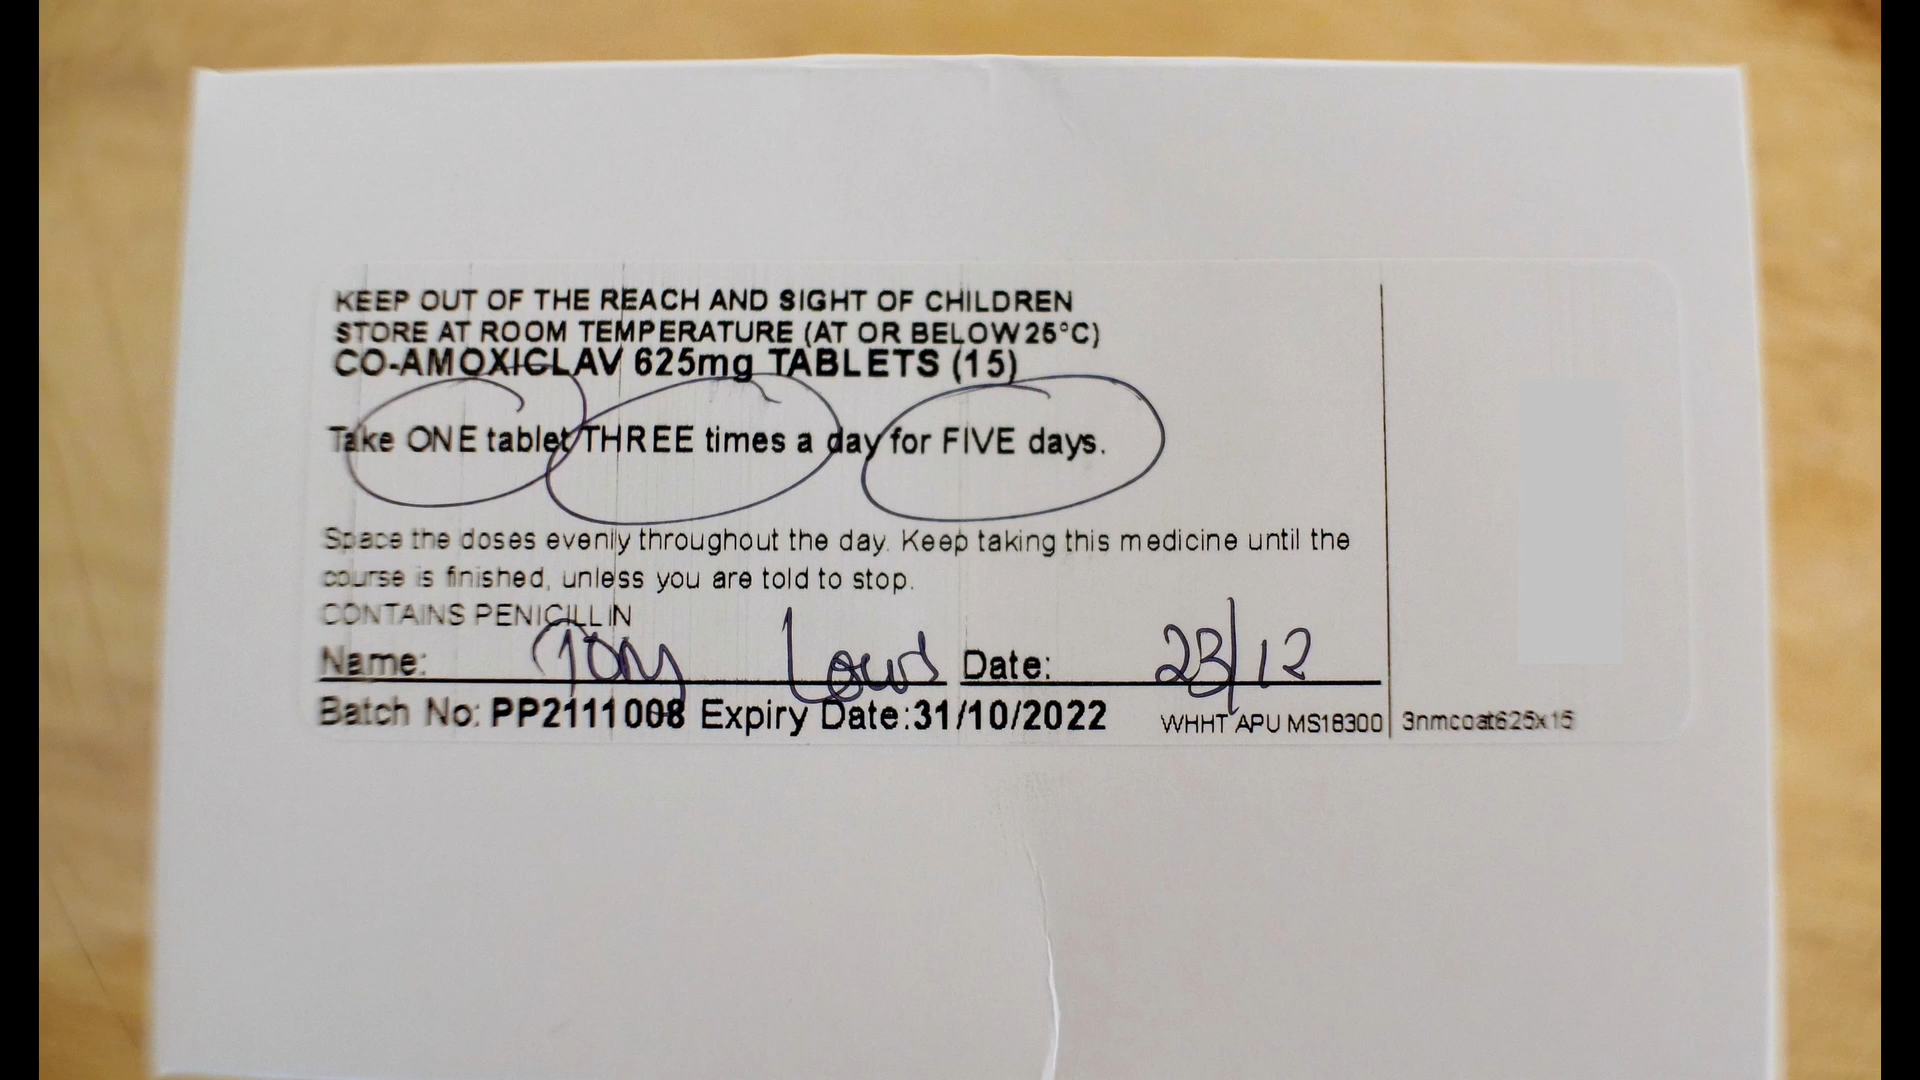 KEEP OUT OF THE REACH AND SIGHT OF CHILDREN
STORE AT ROOM TEMPERATURE (AT OR BELOW 25°C)
CO-AMOXICLAV 625mg TABLETS (15)
Take ONE tablet THREE times a day for FIVE days.
Space the doses evenly throughout the day. Keep taking this medicine until the
course is finished, unless you are told to stop.
CONTAINS PENICILLIN
Name: Tony Louis Date: 23/12
Batch No: PP2111008 Expiry Date:31/10/2022 WHHT APU MS18300 3nmcoat625x15